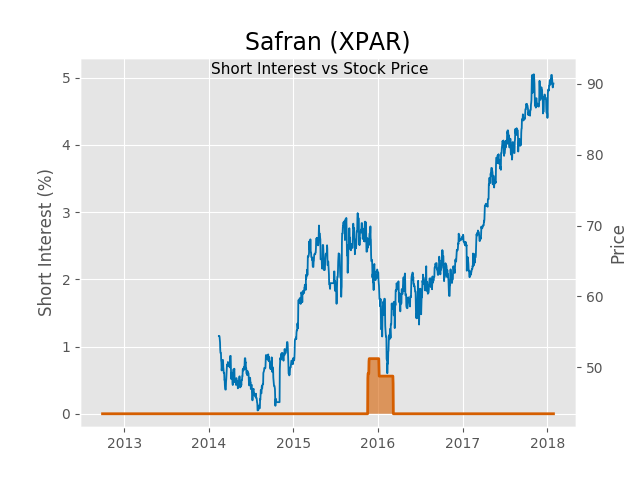 Safran (XPAR)
Short Interest vs Stock Price
Short Interest (%)
5
4
3
2
1
0
90
80
70
60
50
Price
2013 2014 2015 2016 2017 2018